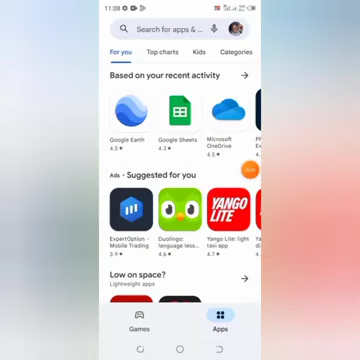 11:08
Search for apps & ...
For you
Top charts
Kids
Categories
Based on your recent activity
Google Earth
4.3 ★
Google Sheets
4.3 ★
Microsoft
OneDrive
4.5 ★
Ads • Suggested for you
ExpertOption -
Mobile Trading
3.9 ★
Duolingo:
language less...
4.6 ★
YANGO
LITE
Yango Lite: light
taxi app
4.7 ★
Low on space?
Lightweight apps
Games
Apps